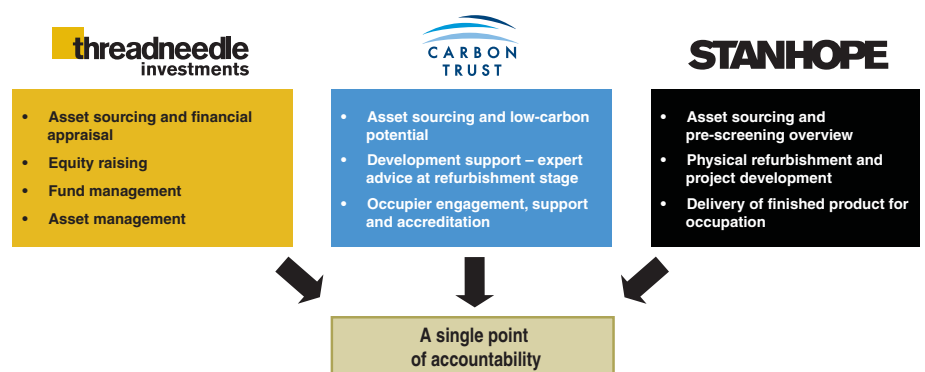 threadneedle
investments
CARBON
TRUST
STANHOPE
• Asset sourcing and financial
appraisal
• Equity raising
• Fund management
• Asset management
• Asset sourcing and low-carbon
potential
• Development support – expert
advice at refurbishment stage
• Occupier engagement, support
and accreditation
• Asset sourcing and
pre-screening overview
• Physical refurbishment and
project development
• Delivery of finished product for
occupation
A single point
of accountability